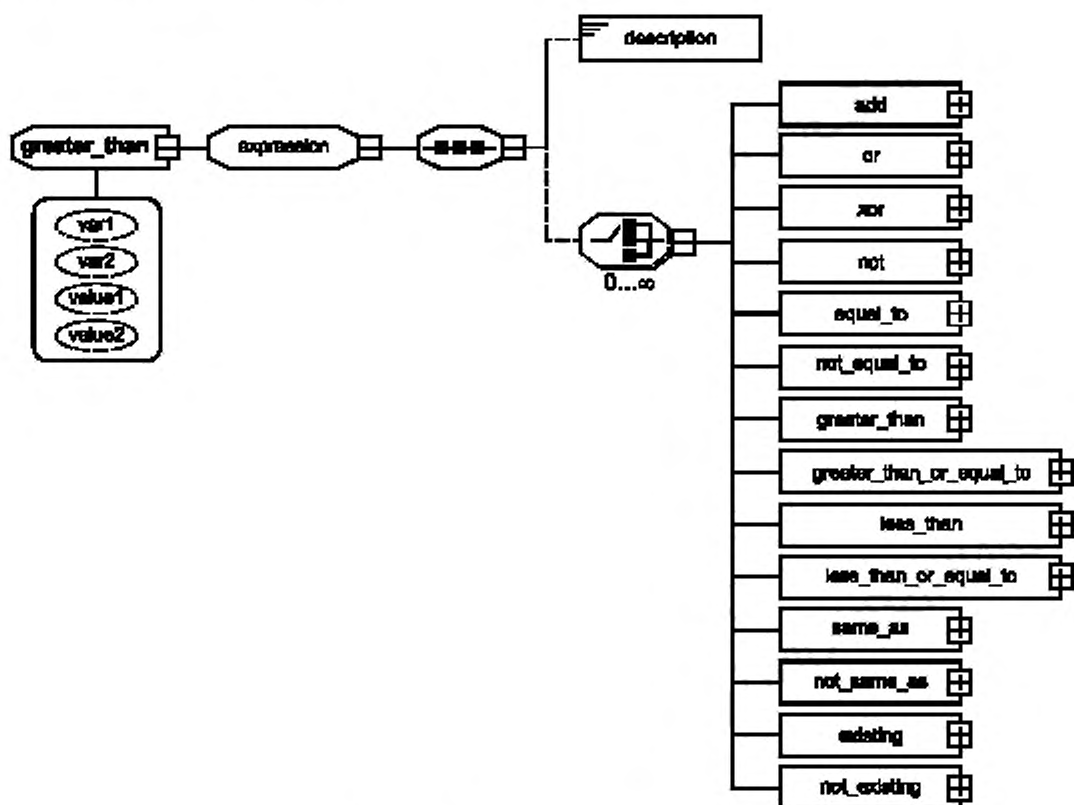 description
add
greater_than
expression
or
xor
var1
var2
value1
value2
not
0...∞
equal_to
not_equal_to
greater_than
greater_than_or_equal_to
less_than
less_than_or_equal_to
same_as
not_same_as
existing
not_existing